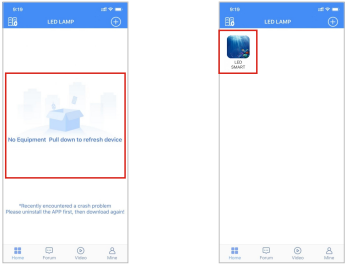 9:19
LED LAMP
No Equipment Pull down to refresh device
*Recently encountered a crash problem
Please uninstall the APP first, then download again!
Home Forum Video Mine
9:19
LED LAMP
LED
SMART
Home Forum Video Mine